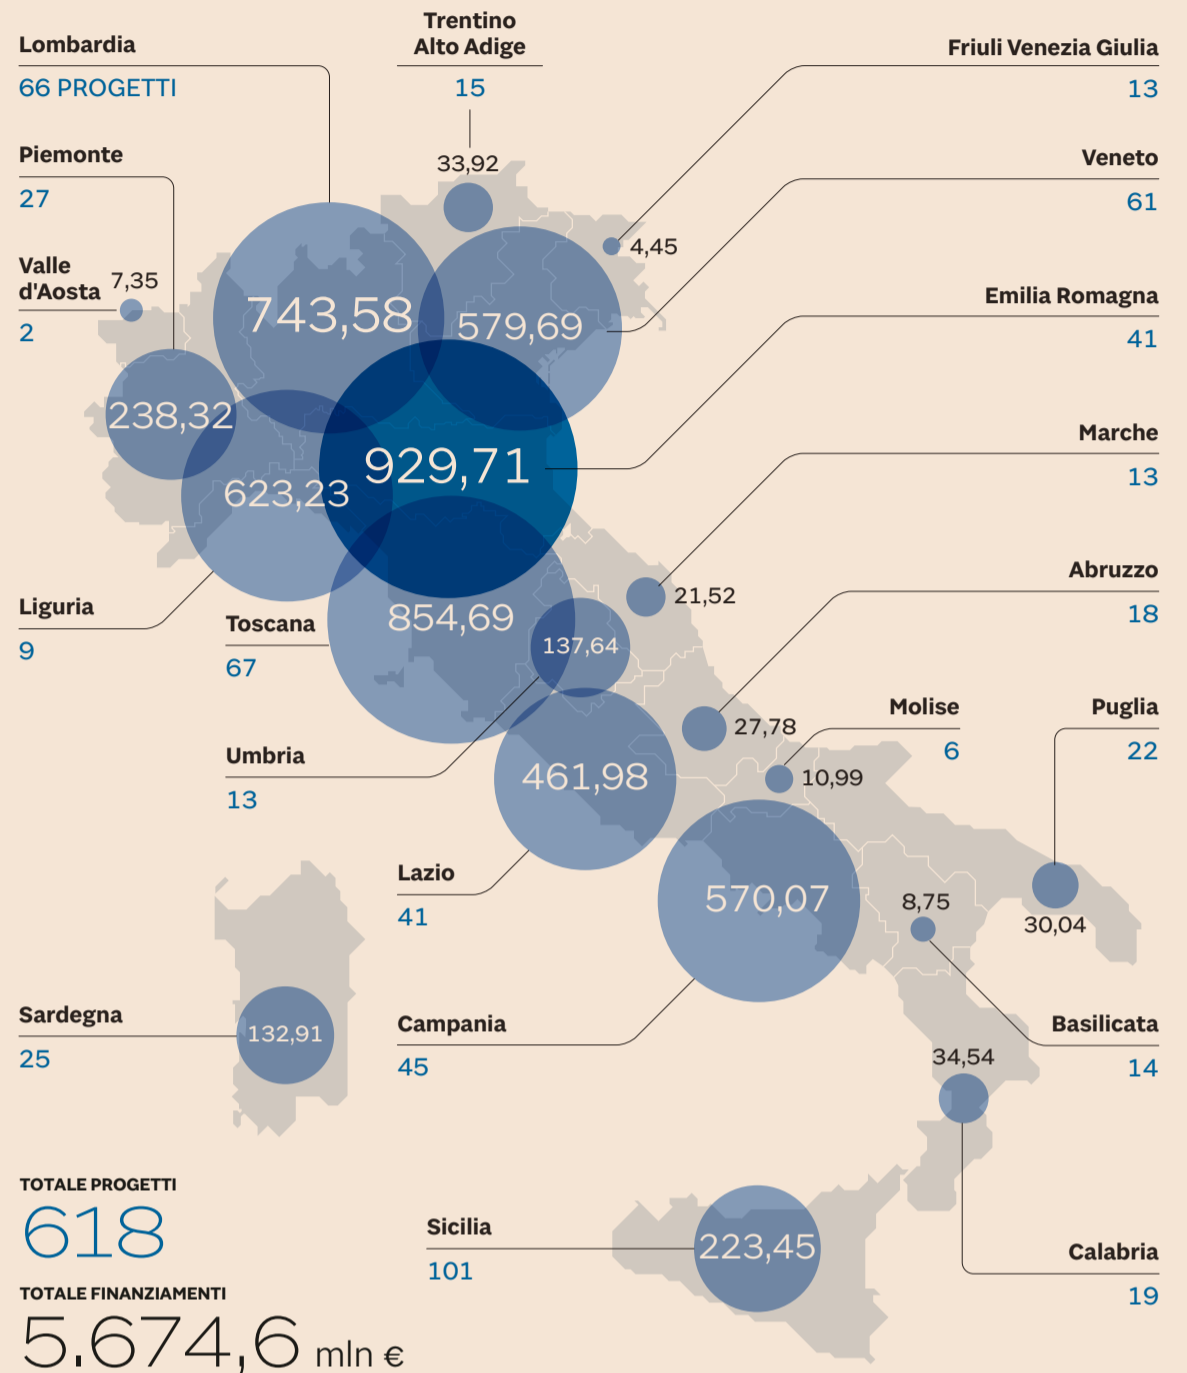 Lombardia
66 PROGETTI
Trentino
Alto Adige
15
33,92
Friuli Venezia Giulia
13
4,45
Piemonte
27
238,32
Veneto
61
579,69
Valle
d'Aosta
2
7,35
743,58
Emilia Romagna
41
929,71
Marche
13
21,52
623,23
Liguria
9
Toscana
67
854,69
Abruzzo
18
27,78
137,64
Umbria
13
Molise
6
10,99
Puglia
22
30,04
461,98
Lazio
41
570,07
Campania
45
8,75
Basilicata
14
Sardegna
25
132,91
34,54
Calabria
19
Sicilia
101
223,45
TOTALE PROGETTI
618
TOTALE FINANZIAMENTI
5.674,6 mln €